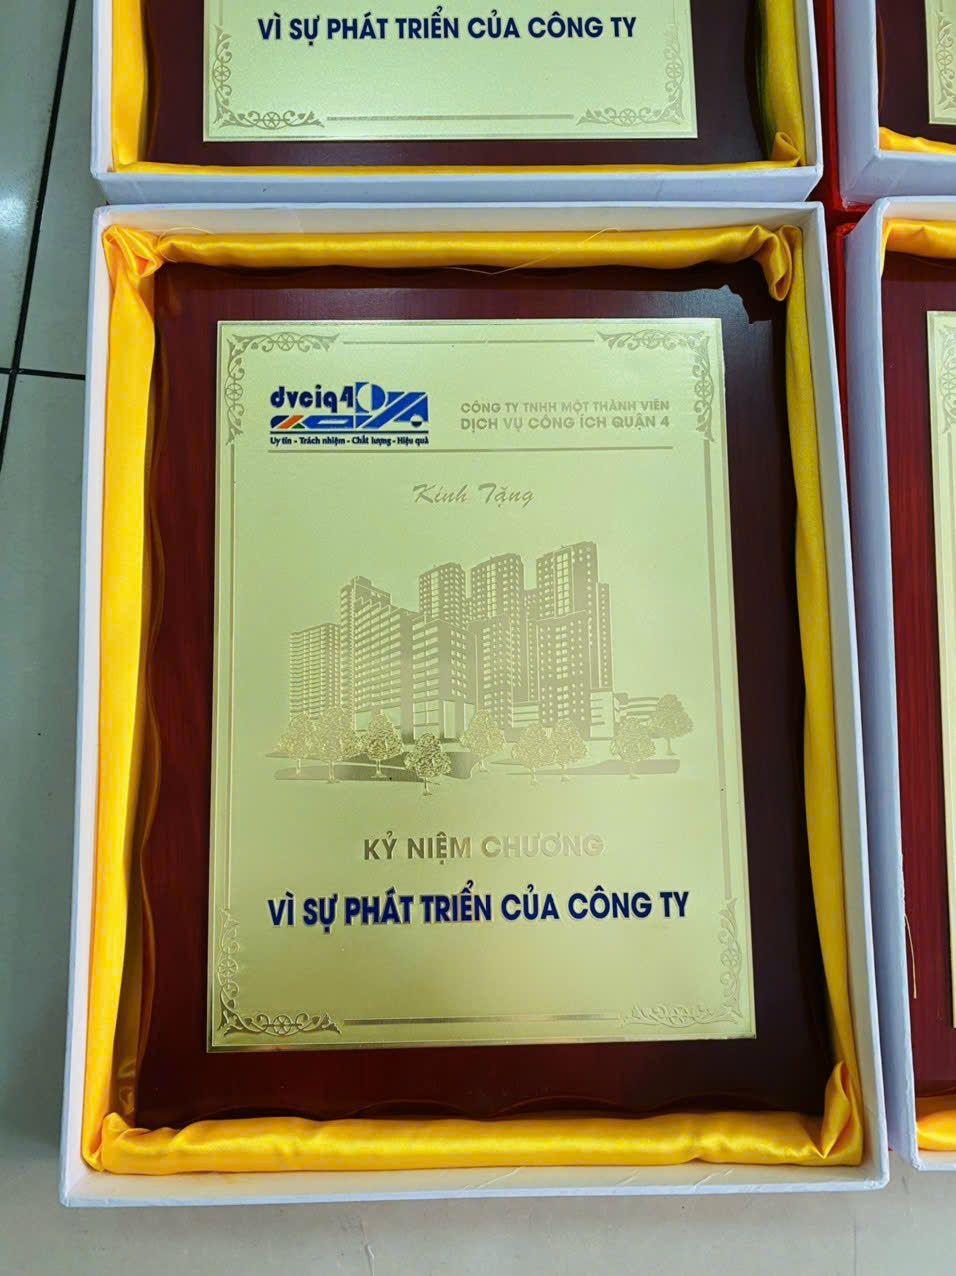 VÌ SỰ PHÁT TRIỂN CỦA CÔNG TY
dvciq4
Uy tín - Trách nhiệm - Chất lượng - Hiệu quả
CÔNG TY TNHH MỘT THÀNH VIÊN
DỊCH VỤ CÔNG ÍCH QUẬN 4
Kính Tặng
KỶ NIỆM CHƯƠNG
VÌ SỰ PHÁT TRIỂN CỦA CÔNG TY